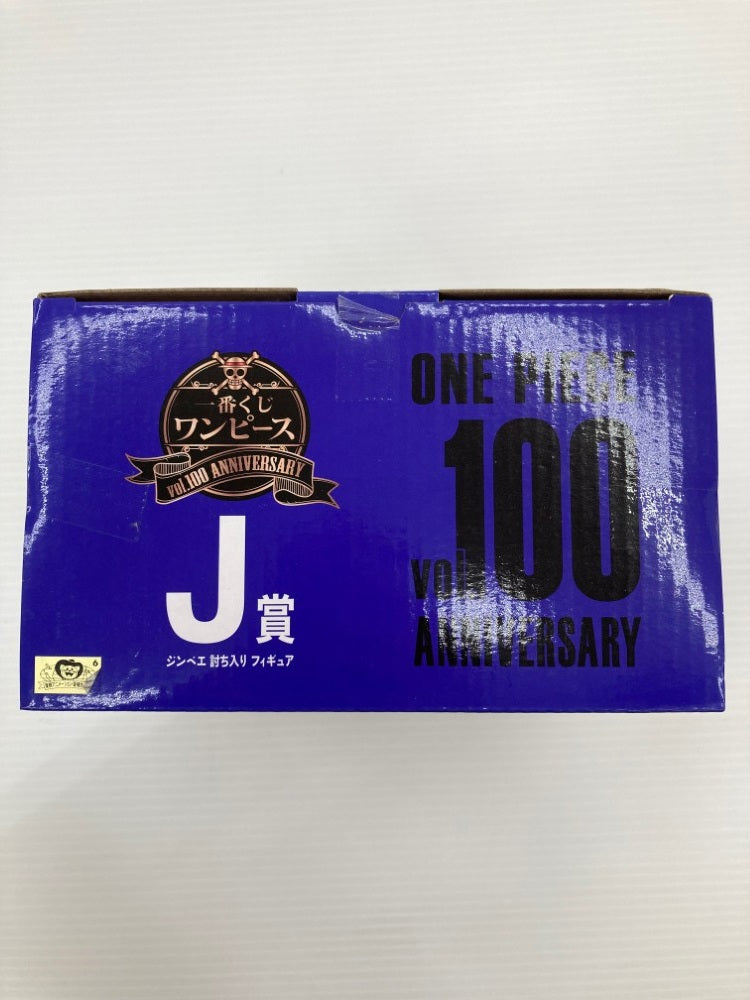 一番くじ
ワンピース
vol.100 ANNIVERSARY
J賞
ジンベエ 討ち入り フィギュア
ONE PIECE
vol.100
ANNIVERSARY
6